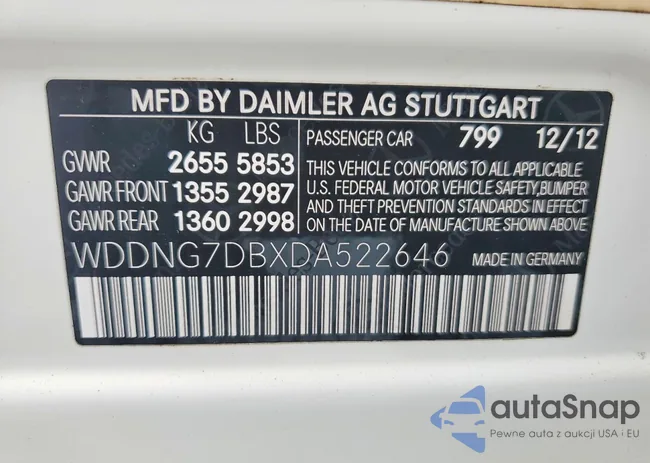 MFD BY DAIMLER AG STUTTGART
KG LBS
GVWR 2655 5853
GAWR FRONT 1355 2987
GAWR REAR 1360 2998
PASSENGER CAR 799 12/12
THIS VEHICLE CONFORMS TO ALL APPLICABLE
U.S. FEDERAL MOTOR VEHICLE SAFETY,BUMPER
AND THEFT PREVENTION STANDARDS IN EFFECT
ON THE DATE OF MANUFACTURE SHOWN ABOVE.
WDDNG7DBXDA522646 MADE IN GERMANY
autaSnap
Pewne auta z aukcji USA i EU